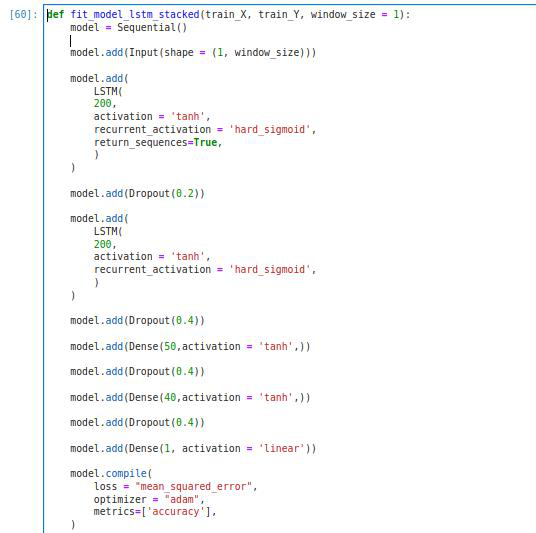 [60]: def fit_model_lstm_stacked(train_X, train_Y, window_size = 1):
    model = Sequential()
    model.add(Input(shape = (1, window_size)))
    model.add(
        LSTM(
        200,
        activation = 'tanh',
        recurrent_activation = 'hard_sigmoid',
        return_sequences=True,
        )
    )
    model.add(Dropout(0.2))
    model.add(
        LSTM(
        200,
        activation = 'tanh',
        recurrent_activation = 'hard_sigmoid',
        )
    )
    model.add(Dropout(0.4))
    model.add(Dense(50,activation = 'tanh',))
    model.add(Dropout(0.4))
    model.add(Dense(40,activation = 'tanh',))
    model.add(Dropout(0.4))
    model.add(Dense(1, activation = 'linear'))
    model.compile(
        loss = "mean_squared_error",
        optimizer = "adam",
        metrics=['accuracy'],
    )